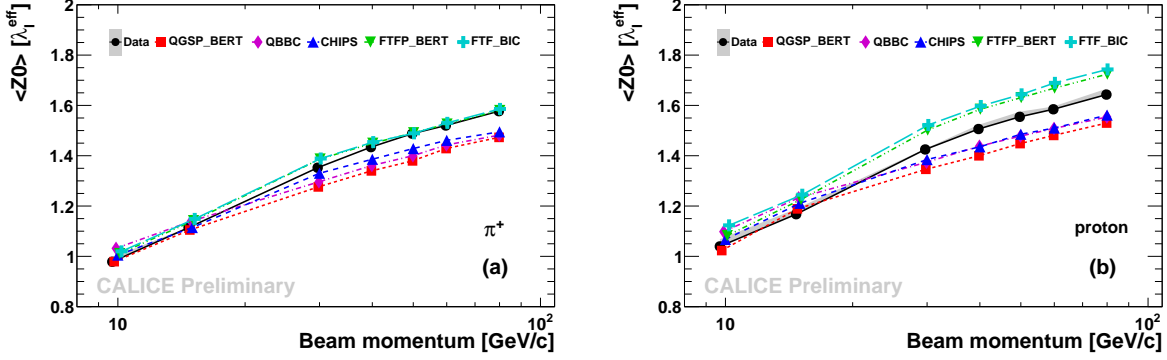 <Z0> [λ_I^eff]
2
1.8
1.6
1.4
1.2
1
0.8
Data QGSP_BERT QBBC CHIPS FTFP_BERT FTF_BIC
π+
(a)
CALICE Preliminary
10 10^2
Beam momentum [GeV/c]
<Z0> [λ_I^eff]
2
1.8
1.6
1.4
1.2
1
0.8
Data QGSP_BERT QBBC CHIPS FTFP_BERT FTF_BIC
proton
(b)
CALICE Preliminary
10 10^2
Beam momentum [GeV/c]